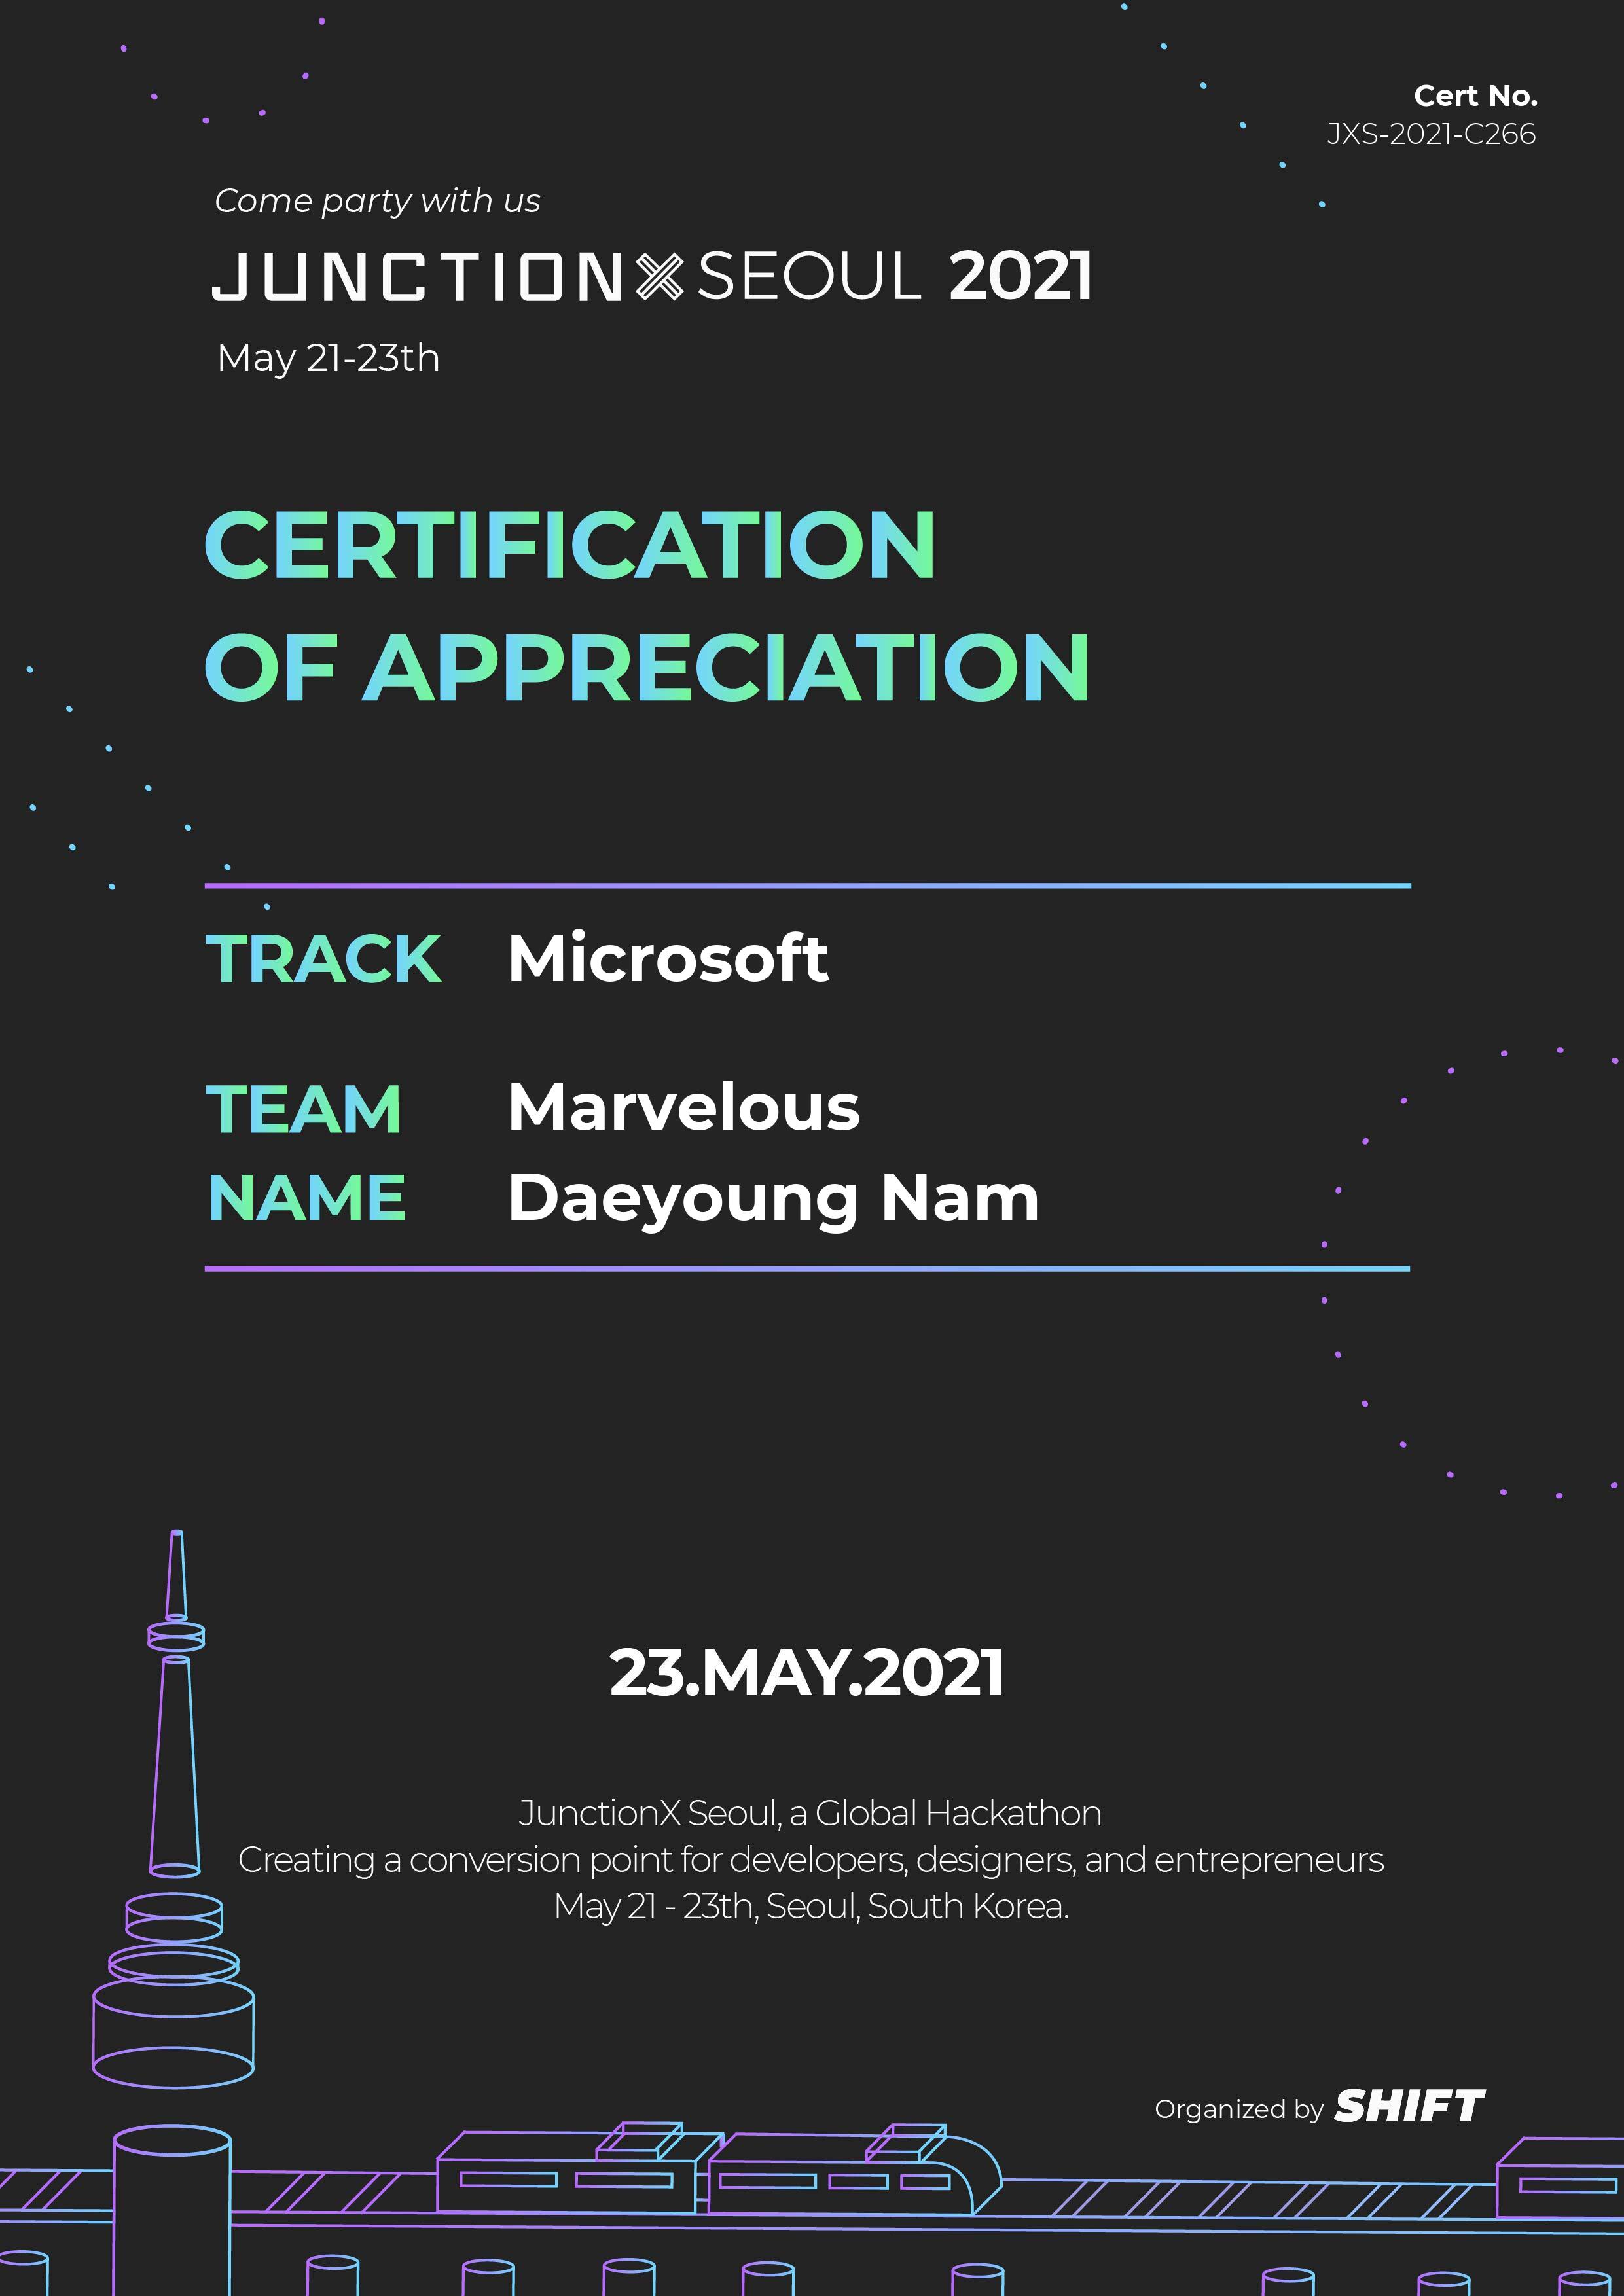 Cert No.
JXS-2021-C266
Come party with us
JUNCTIONX SEOUL 2021
May 21-23th
CERTIFICATION
OF APPRECIATION
TRACK Microsoft
TEAM Marvelous
NAME Daeyoung Nam
23.MAY.2021
JunctionX Seoul, a Global Hackathon
Creating a conversion point for developers, designers, and entrepreneurs
May 21 - 23th, Seoul, South Korea.
Organized by SHIFT